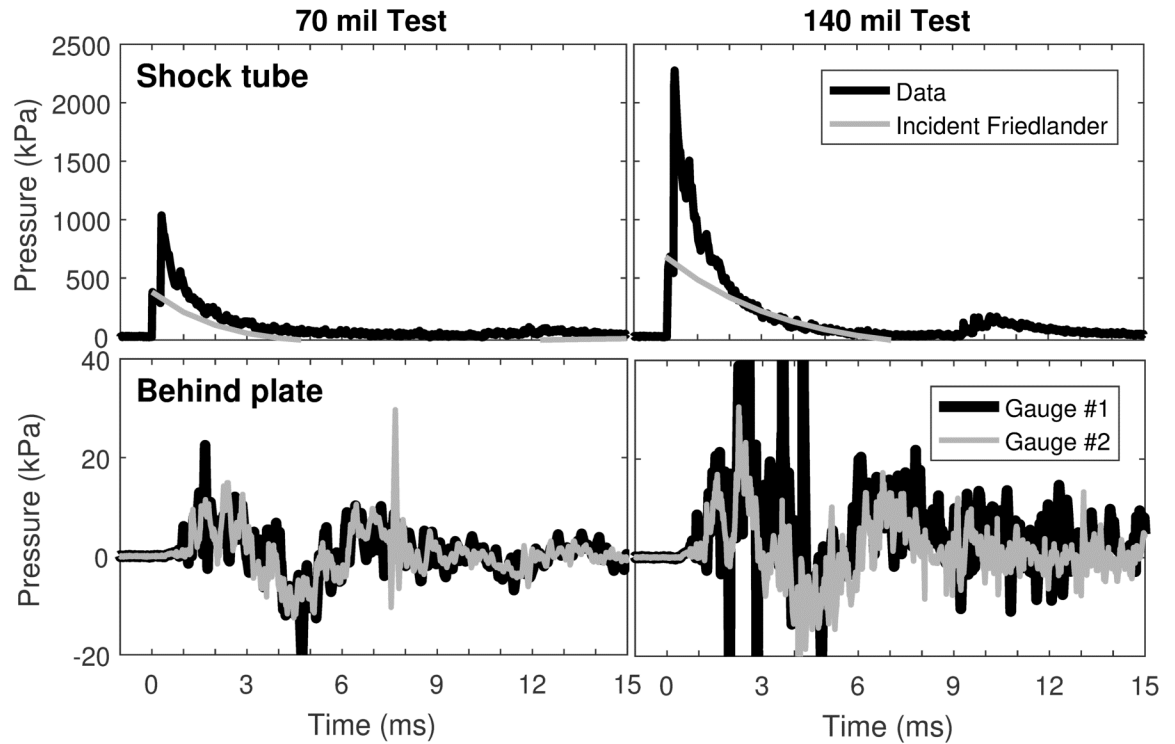 70 mil Test
140 mil Test
2500
2000
1500
1000
500
0
Pressure (kPa)
Shock tube
Data
Incident Friedlander
40
20
0
-20
Pressure (kPa)
Behind plate
Gauge #1
Gauge #2
0 3 6 9 12 15
0 3 6 9 12 15
Time (ms)
Time (ms)